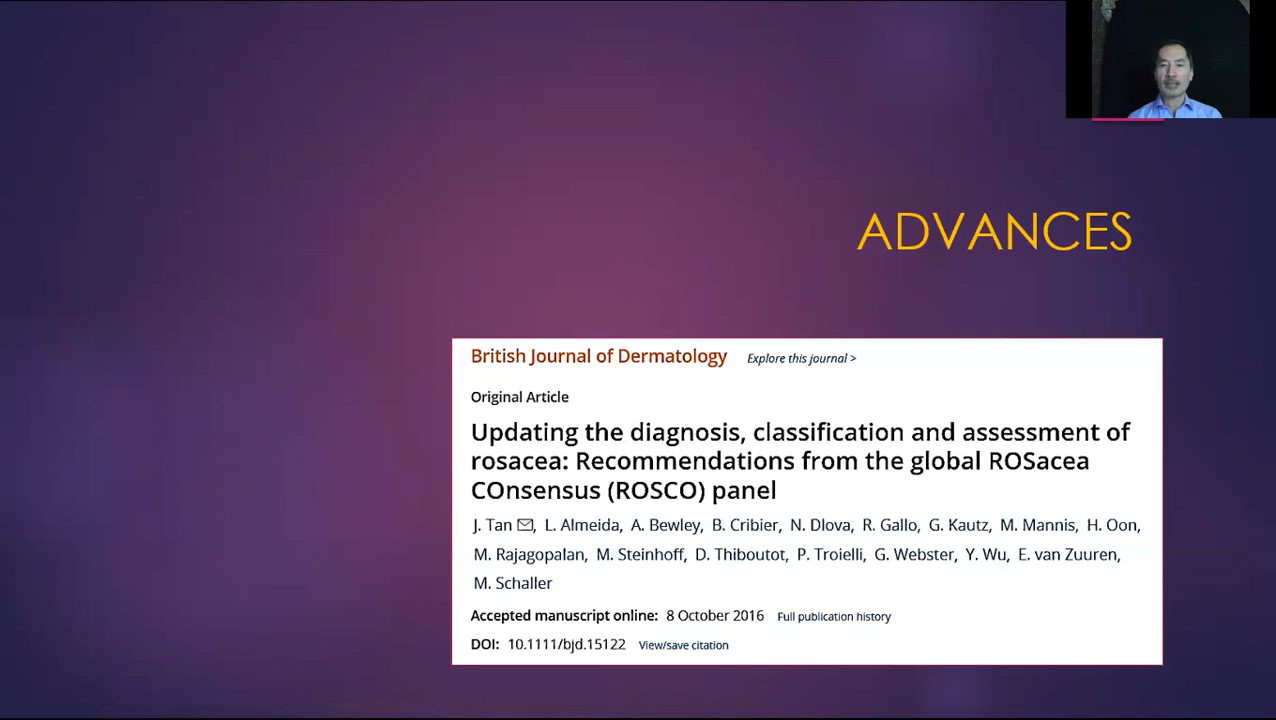 ADVANCES
British Journal of Dermatology Explore this journal >
Original Article
Updating the diagnosis, classification and assessment of
rosacea: Recommendations from the global ROSacea
COnsensus (ROSCO) panel
J. Tan, L. Almeida, A. Bewley, B. Cribier, N. Dlova, R. Gallo, G. Kautz, M. Mannis, H. Oon,
M. Rajagopalan, M. Steinhoff, D. Thiboutot, P. Troielli, G. Webster, Y. Wu, E. van Zuuren,
M. Schaller
Accepted manuscript online: 8 October 2016 Full publication history
DOI: 10.1111/bjd.15122 View/save citation